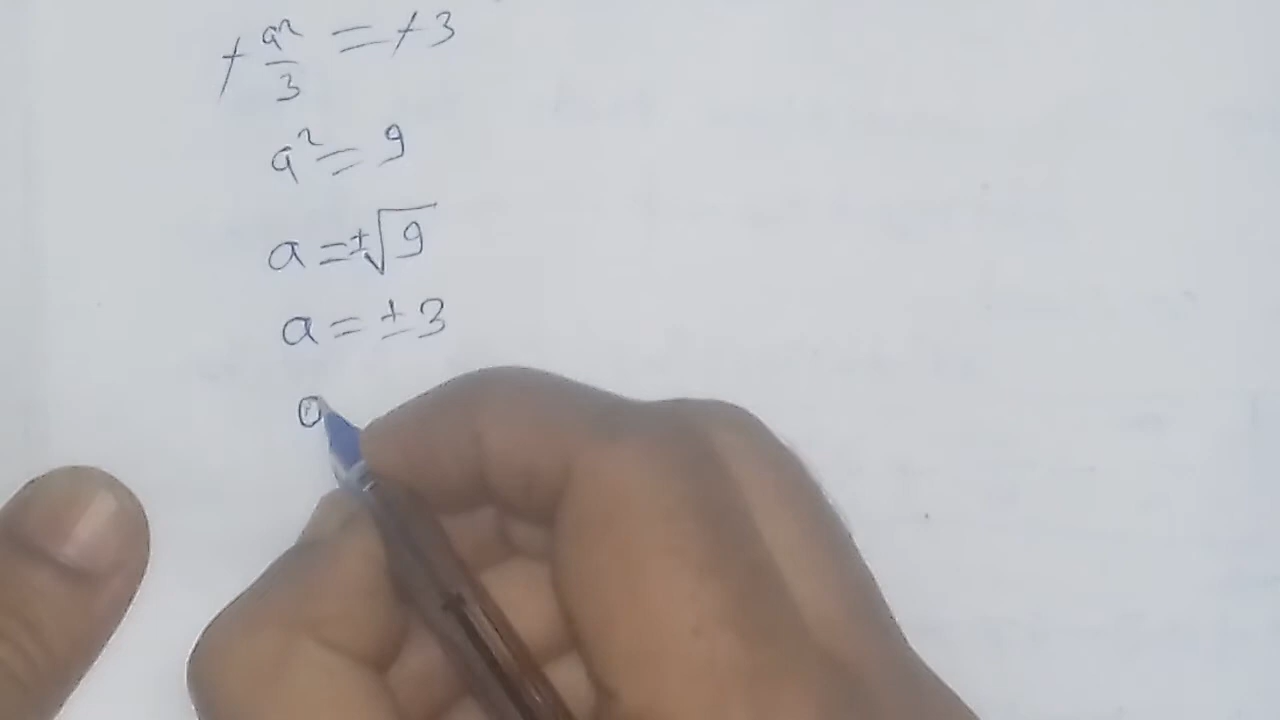 + a²/3 = +3
a² = 9
a = ±√9
a = ±3